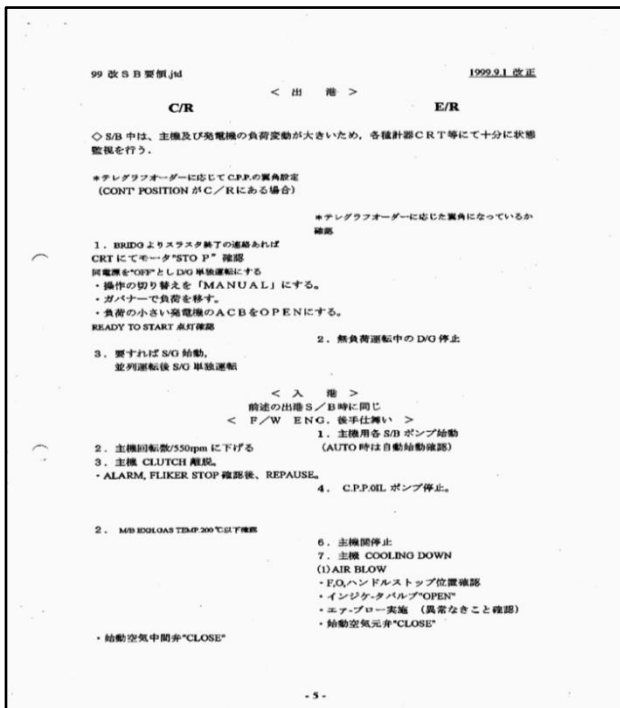 99 改ＳＢ要領.jtd
1999.9.1 改正
＜ 出 港 ＞
C/R
E/R
◇ S/B 中は、主機及び発電機の負荷変動が大きいため，各種計器ＣＲＴ等にて十分に状態
監視を行う．
＊テレグラフオーダーに応じてC.P.P.の翼角設定
（CONT' POSITION がＣ／Ｒにある場合）
＊テレグラフオーダーに応じた翼角になっているか
確認
１．BRIDG よりスラスタ終了の連絡あれば
CRT にてモータ"STO P" 確認
同電源を"OFF"とし D/G 単独運転にする
・操作の切り替えを「MANUAL」にする。
・ガバナーで負荷を移す。
・負荷の小さい発電機のＡＣＢをＯＰＥＮにする。
READY TO START 点灯確認
２．無負荷運転中の D/G 停止
３．要すれば S/G 始動，
並列運転後 S/G 単独運転
＜ 入 港 ＞
前述の出港Ｓ／Ｂ時に同じ
＜ Ｆ／Ｗ ＥＮＧ．後手仕舞い ＞
１．主機用各 S/B ポンプ始動
２．主機回転数/550rpm に下げる
（AUTO 時は自動始動確認）
３．主機 CLUTCH 離脱。
・ALARM, FLIKER STOP 確認後、REPAUSE。
４．C.P.P.OIL ポンプ停止。
２．M/B EXH.GAS TEMP.200℃以下確認
６．主機関停止
７．主機 COOLING DOWN
(1)AIR BLOW
・F,O,ハンドルストップ位置確認
・インジケ-タバルブ"OPEN"
・エア-ブロー実施 （異常なきこと確認）
・始動空気元弁"CLOSE"
・始動空気中間弁"CLOSE"
- 5 -